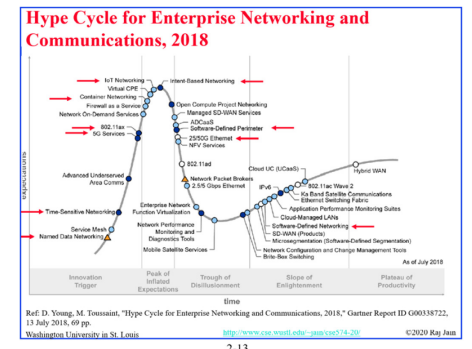 Hype Cycle for Enterprise Networking and
Communications, 2018
expectations
IoT Networking
Intent-Based Networking
Virtual CPE
Container Networking
Firewall as a Service
Network On-Demand Services
Open Compute Project Networking
Managed SD-WAN Services
ADCaaS
Software-Defined Perimeter
25/50G Ethernet
NFV Services
802.11ax
5G Services
802.11ad
Network Packet Brokers
2.5/5 Gbps Ethernet
Advanced Underserved
Area Comms
Time-Sensitive Networking
Service Mesh
Named Data Networking
Enterprise Network
Function Virtualization
Network Performance
Monitoring and
Diagnostics Tools
Mobile Satellite Services
Cloud UC (UCaaS)
Hybrid WAN
IPv6
802.11ac Wave 2
Ka Band Satellite Communications
Ethernet Switching Fabric
Application Performance Monitoring Suites
Cloud-Managed LANs
Software-Defined Networking
SD-WAN (Products)
Microsegmentation (Software-Defined Segmentation)
Network Configuration and Change Management Tools
Brite-Box Switching
As of July 2018
Innovation
Trigger
Peak of
Inflated
Expectations
Trough of
Disillusionment
Slope of
Enlightenment
Plateau of
Productivity
time
Ref: D. Young, M. Toussaint, "Hype Cycle for Enterprise Networking and Communications, 2018," Gartner Report ID G00338722,
13 July 2018, 69 pp.
Washington University in St. Louis
http://www.cse.wustl.edu/~jain/cse574-20/
©2020 Raj Jain
2-13